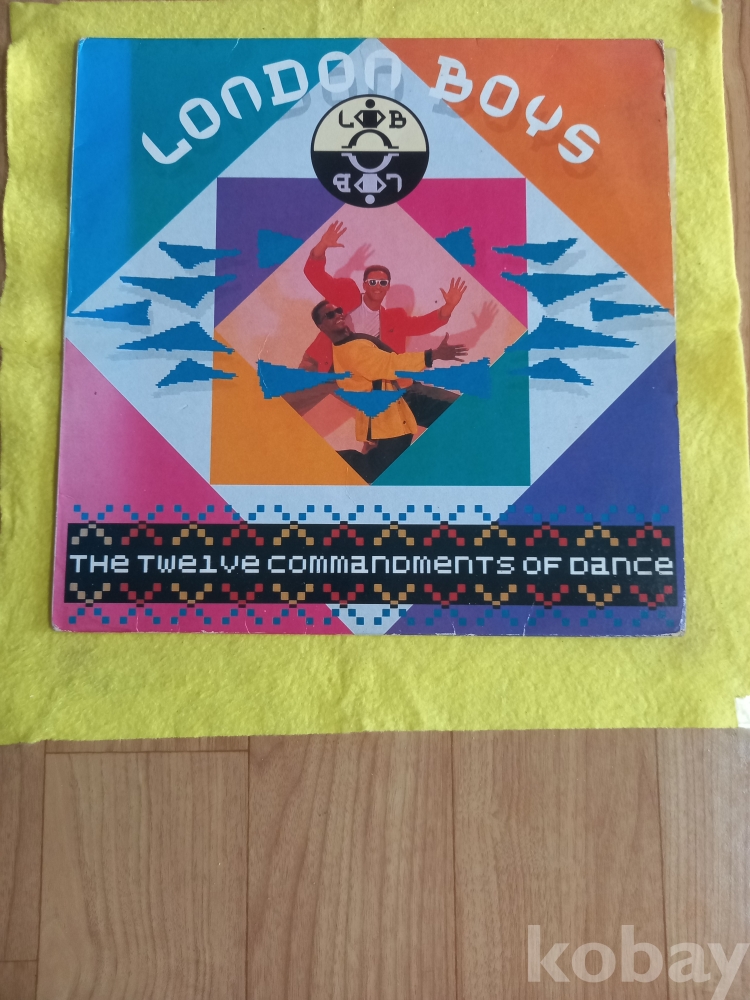 LONDON BOYS
L B
L B
THE TWELVE COMMANDMENTS OF DANCE
kobay